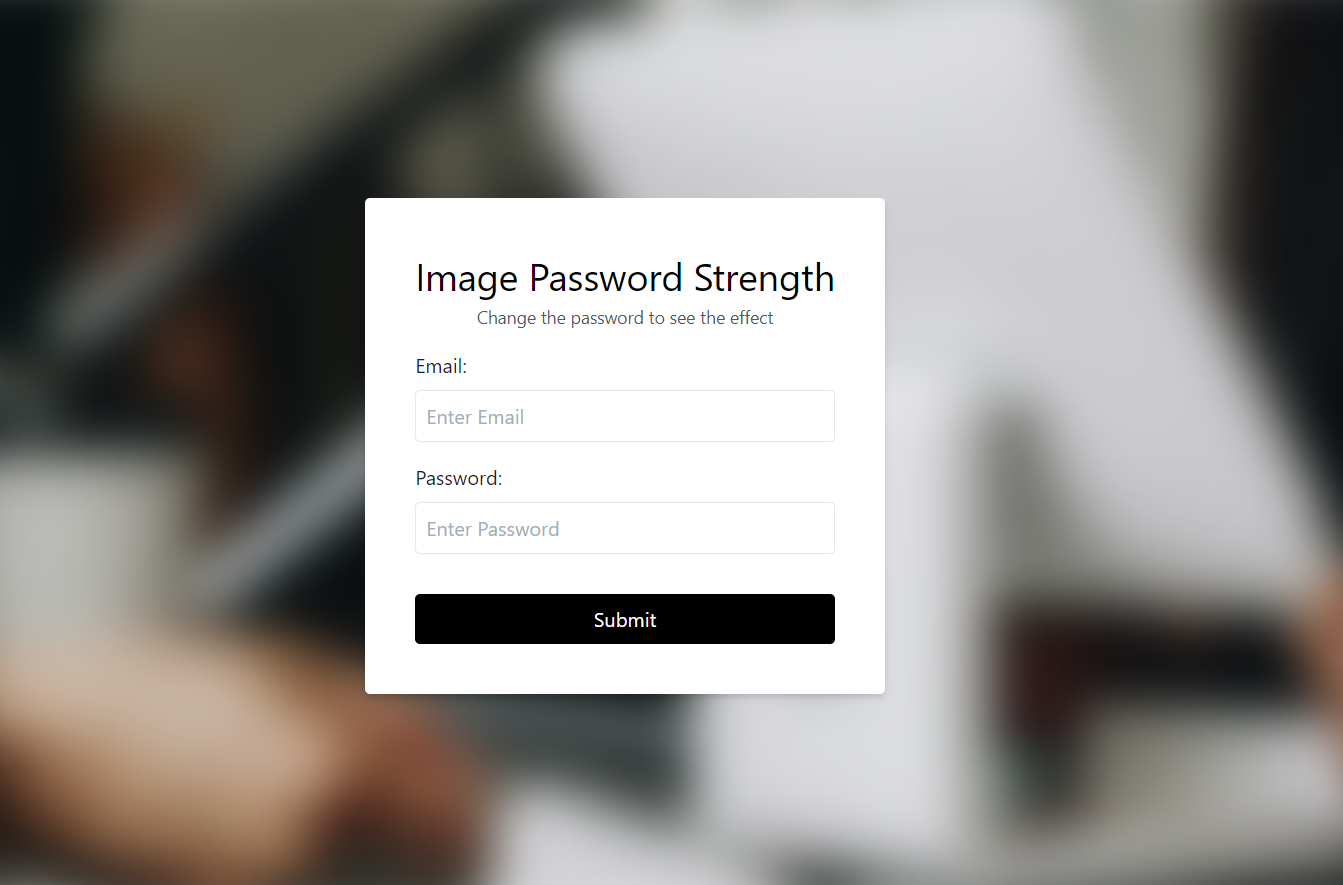 Image Password Strength
Change the password to see the effect
Email:
Enter Email
Password:
Enter Password
Submit